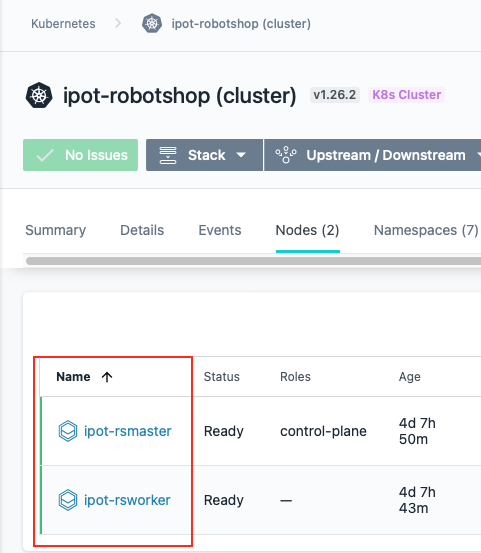 Kubernetes > ipot-robotshop (cluster)
ipot-robotshop (cluster) v1.26.2 K8s Cluster
No Issues Stack Upstream / Downstream
Summary Details Events Nodes (2) Namespaces (7)
Name ↑ Status Roles Age
ipot-rsmaster Ready control-plane 4d 7h
50m
ipot-rsworker Ready — 4d 7h
43m